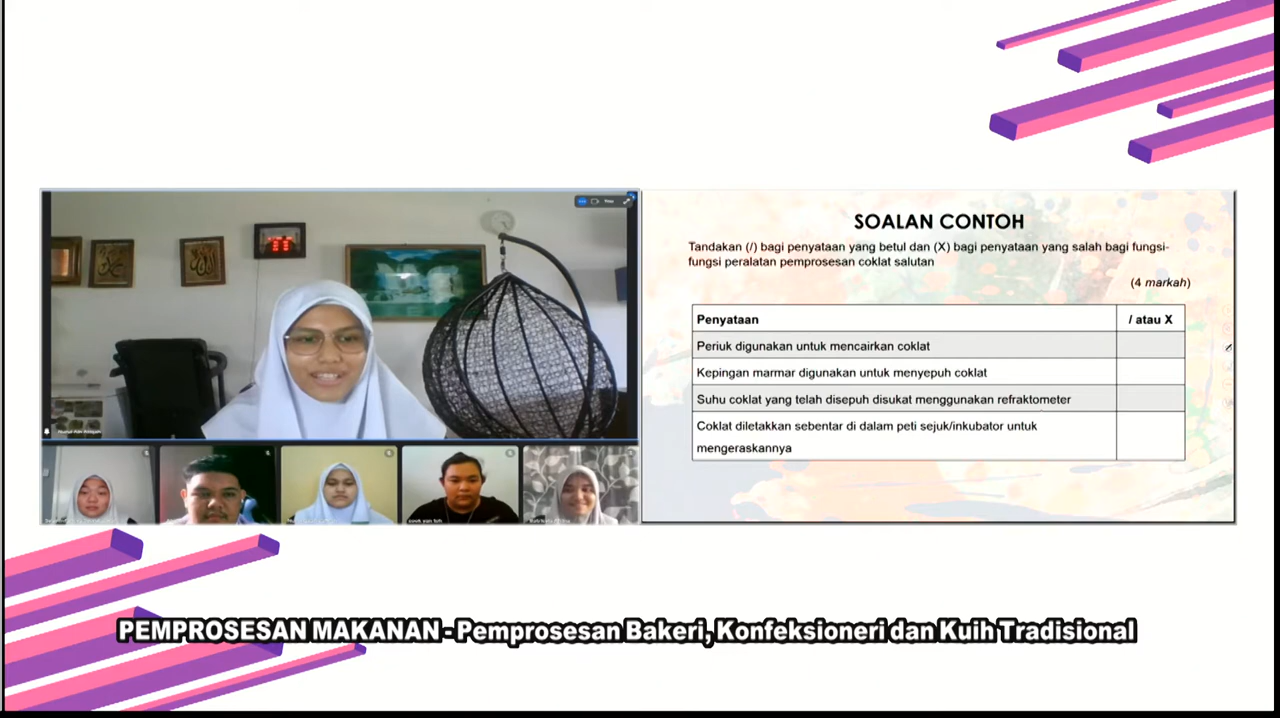 SOALAN CONTOH
Tandakan (/) bagi penyataan yang betul dan (X) bagi penyataan yang salah bagi fungsi-
fungsi peralatan pemprosesan coklat salutan
(4 markah)
Penyataan / atau X
Periuk digunakan untuk mencairkan coklat
Kepingan marmar digunakan untuk menyepuh coklat
Suhu coklat yang telah disepuh disukat menggunakan refraktometer
Coklat diletakkan sebentar di dalam peti sejuk/inkubator untuk
mengeraskannya
PEMPROSESAN MAKANAN - Pemprosesan Bakeri, Konfeksioneri dan Kuih Tradisional